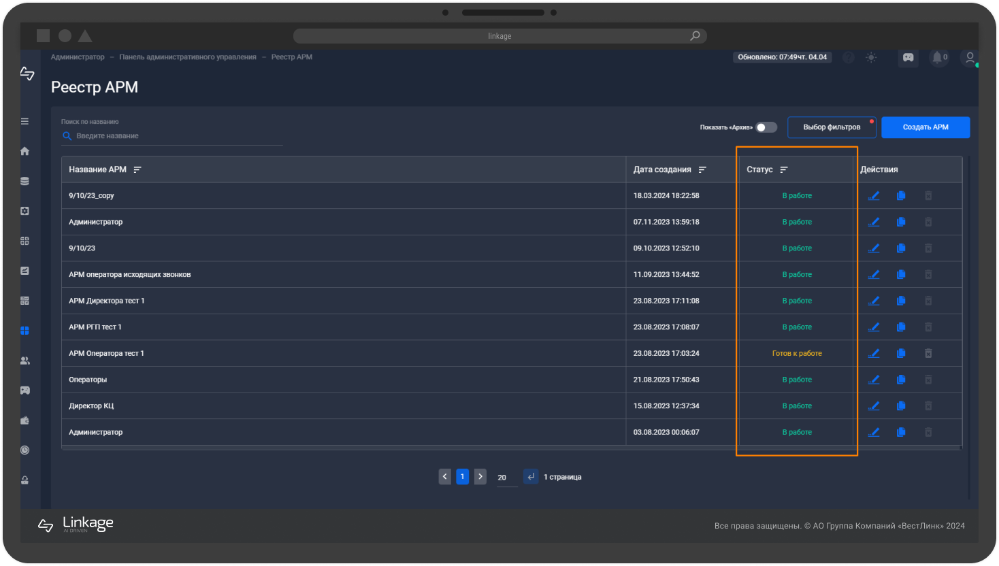 linkage
Администратор – Панель административного управления – Реестр АРМ
Обновлено: 07:49чт. 04.04
0
Реестр АРМ
Поиск по названию
Введите название
Показать «Архив»
Выбор фильтров
Создать АРМ
Название АРМ Дата создания Статус Действия
9/10/23_copy 18.03.2024 18:22:58 В работе
Администратор 07.11.2023 13:59:18 В работе
9/10/23 09.10.2023 12:52:10 В работе
АРМ оператора исходящих звонков 11.09.2023 13:44:52 В работе
АРМ Директора тест 1 23.08.2023 17:11:08 В работе
АРМ РГП тест 1 23.08.2023 17:08:07 В работе
АРМ Оператора тест 1 23.08.2023 17:03:24 Готов к работе
Операторы 21.08.2023 17:50:43 В работе
Директор КЦ 15.08.2023 12:37:34 В работе
Администратор 03.08.2023 00:06:07 В работе
1 20 1 страница
Linkage
AI DRIVEN
Все права защищены. © АО Группа Компаний «ВестЛинк» 2024